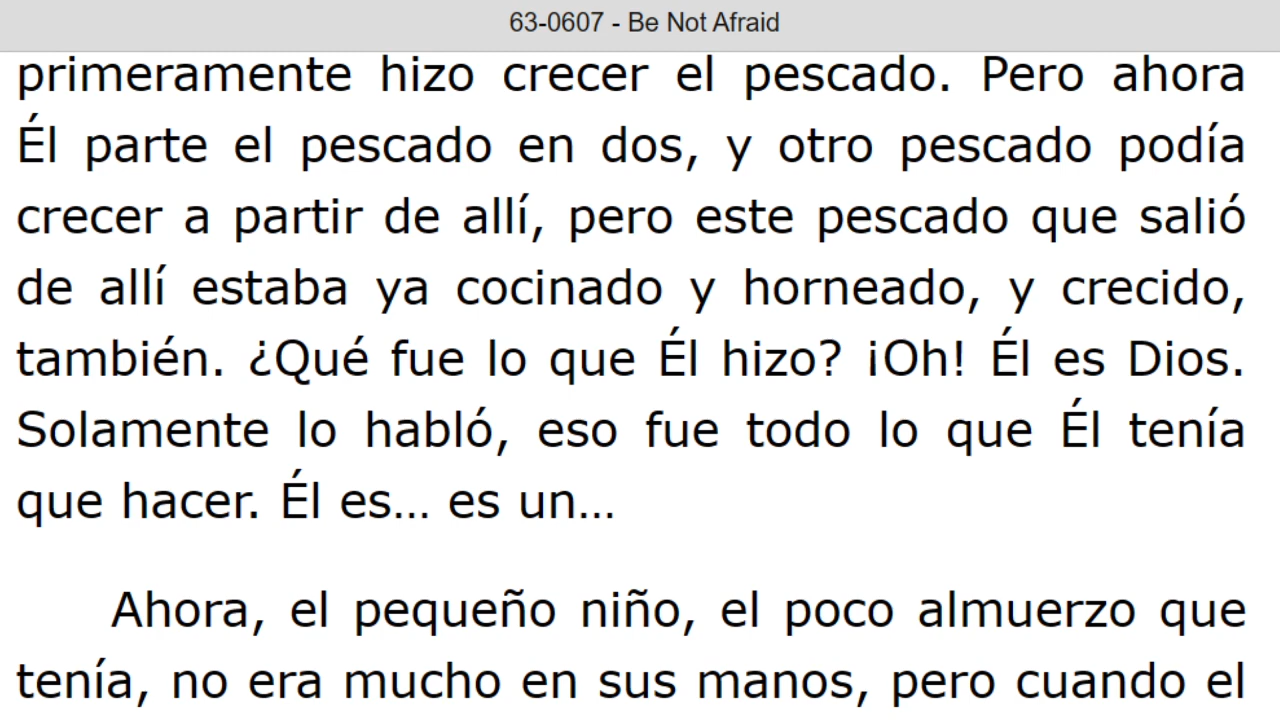 63-0607 - Be Not Afraid
primeramente hizo crecer el pescado. Pero ahora
Él parte el pescado en dos, y otro pescado podía
crecer a partir de allí, pero este pescado que salió
de allí estaba ya cocinado y horneado, y crecido,
también. ¿Qué fue lo que Él hizo? ¡Oh! Él es Dios.
Solamente lo habló, eso fue todo lo que Él tenía
que hacer. Él es... es un...
Ahora, el pequeño niño, el poco almuerzo que
tenía, no era mucho en sus manos, pero cuando el